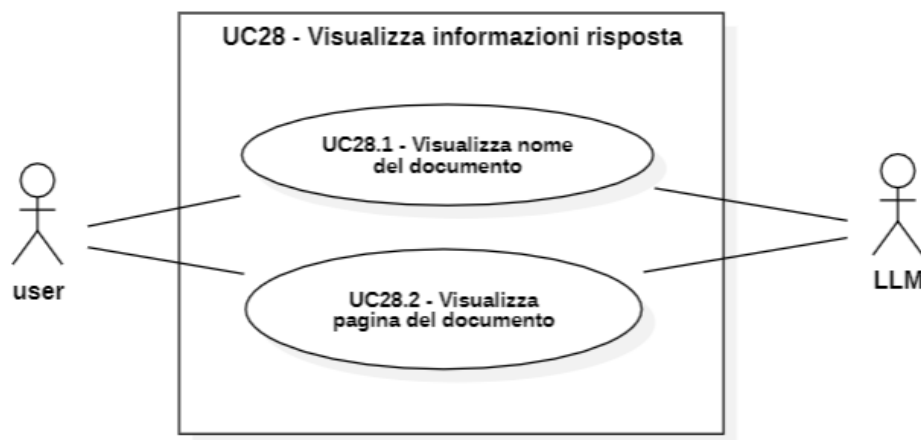 UC28 - Visualizza informazioni risposta
UC28.1 - Visualizza nome
del documento
user
LLM
UC28.2 - Visualizza
pagina del documento